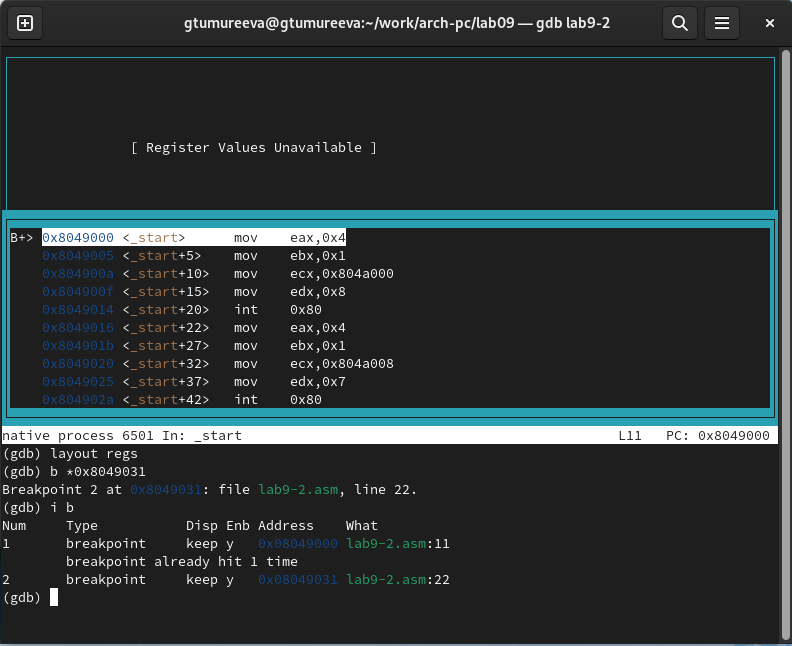 gtumureeva@gtumureeva:~/work/arch-pc/lab09 — gdb lab9-2
[ Register Values Unavailable ]
B+> 0x8049000 <_start>      mov    eax,0x4
    0x8049005 <_start+5>    mov    ebx,0x1
    0x804900a <_start+10>   mov    ecx,0x804a000
    0x804900f <_start+15>   mov    edx,0x8
    0x8049014 <_start+20>   int    0x80
    0x8049016 <_start+22>   mov    eax,0x4
    0x804901b <_start+27>   mov    ebx,0x1
    0x8049020 <_start+32>   mov    ecx,0x804a008
    0x8049025 <_start+37>   mov    edx,0x7
    0x804902a <_start+42>   int    0x80
native process 6501 In: _start                                               L11   PC: 0x8049000
(gdb) layout regs
(gdb) b *0x8049031
Breakpoint 2 at 0x8049031: file lab9-2.asm, line 22.
(gdb) i b
Num     Type           Disp Enb Address    What
1       breakpoint     keep y   0x08049000 lab9-2.asm:11
        breakpoint already hit 1 time
2       breakpoint     keep y   0x08049031 lab9-2.asm:22
(gdb)